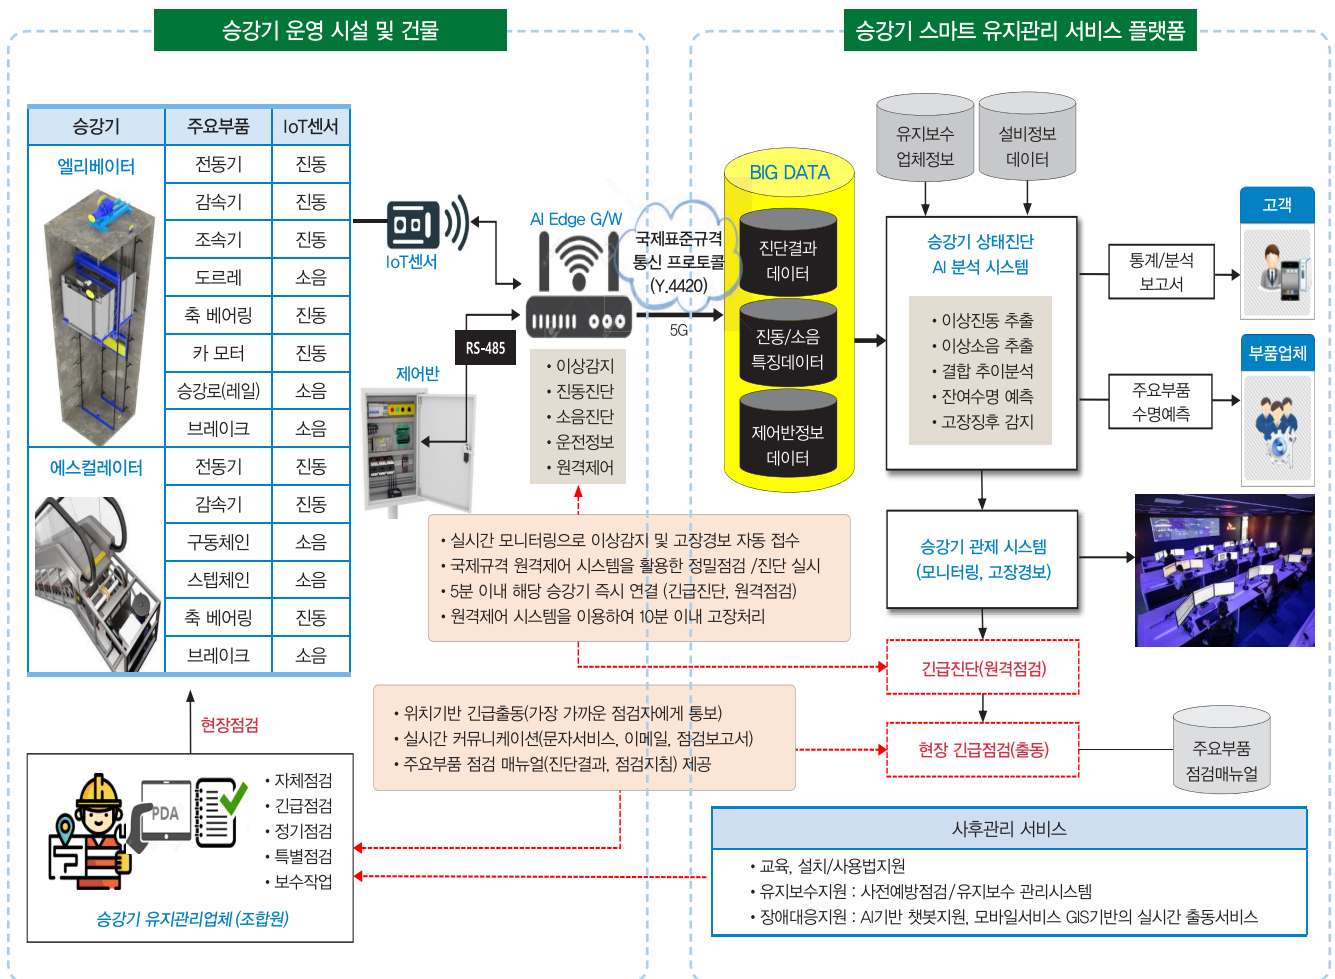 승강기 운영 시설 및 건물
승강기 스마트 유지관리 서비스 플랫폼
승강기 주요부품 IoT센서
엘리베이터
전동기 진동
감속기 진동
조속기 진동
도르레 소음
축 베어링 진동
카 모터 진동
승강로(레일) 소음
브레이크 소음
에스컬레이터
전동기 진동
감속기 진동
구동체인 소음
스텝체인 소음
축 베어링 진동
브레이크 소음
IoT센서
AI Edge G/W
RS-485
제어반
• 이상감지
• 진동진단
• 소음진단
• 운전정보
• 원격제어
국제표준규격
통신 프로토콜
(Y.4420)
5G
BIG DATA
진단결과
데이터
진동/소음
특징데이터
제어반정보
데이터
유지보수
업체정보
설비정보
데이터
승강기 상태진단
AI 분석 시스템
• 이상진동 추출
• 이상소음 추출
• 결합 추이분석
• 잔여수명 예측
• 고장징후 감지
통계/분석
보고서
고객
주요부품
수명예측
부품업체
승강기 관제 시스템
(모니터링, 고장경보)
• 실시간 모니터링으로 이상감지 및 고장경보 자동 접수
• 국제규격 원격제어 시스템을 활용한 정밀점검 /진단 실시
• 5분 이내 해당 승강기 즉시 연결 (긴급진단, 원격점검)
• 원격제어 시스템을 이용하여 10분 이내 고장처리
긴급진단(원격점검)
• 위치기반 긴급출동(가장 가까운 점검자에게 통보)
• 실시간 커뮤니케이션(문자서비스, 이메일, 점검보고서)
• 주요부품 점검 매뉴얼(진단결과, 점검지침) 제공
현장 긴급점검(출동)
주요부품
점검매뉴얼
현장점검
PDA
• 자체점검
• 긴급점검
• 정기점검
• 특별점검
• 보수작업
승강기 유지관리업체 (조합원)
사후관리 서비스
• 교육, 설치/사용법지원
• 유지보수지원 : 사전예방점검/유지보수 관리시스템
• 장애대응지원 : AI기반 챗봇지원, 모바일서비스 GIS기반의 실시간 출동서비스